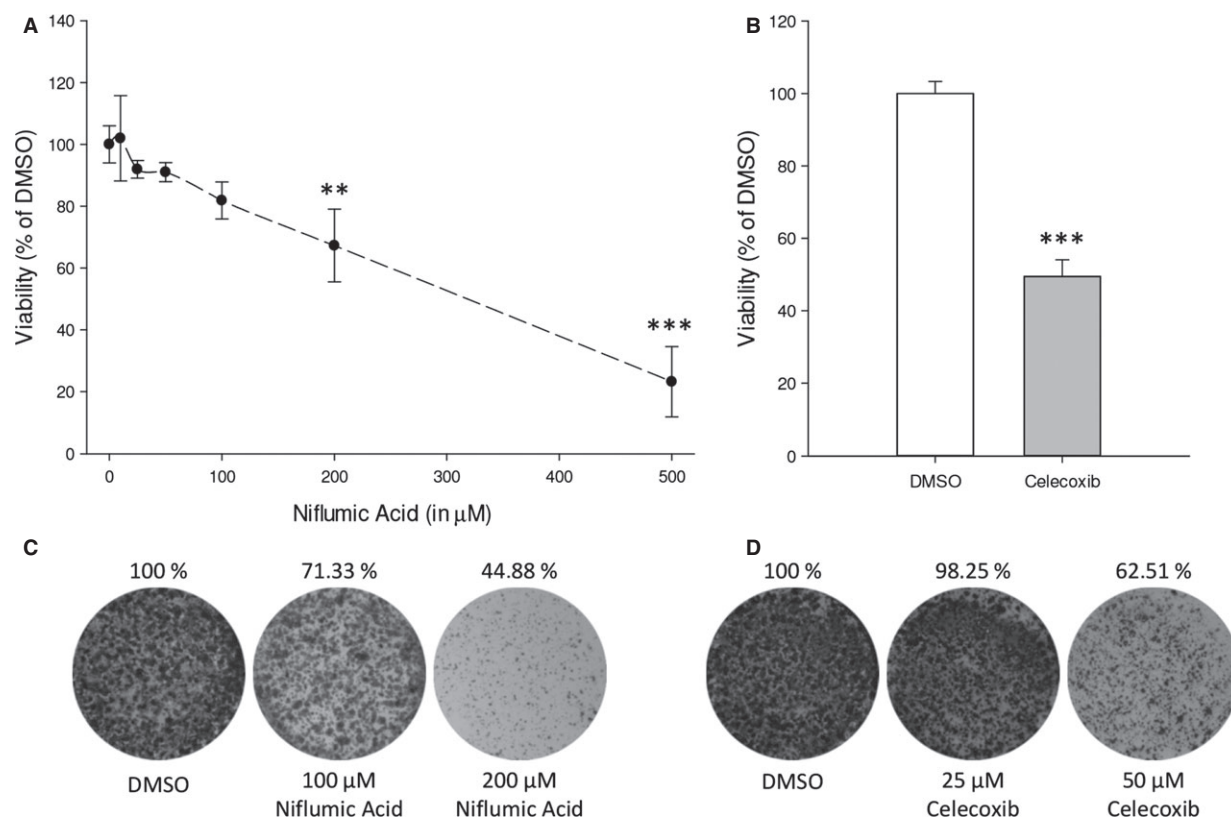 A
140
120
100
80
60
40
20
0
Viability (% of DMSO)
**
***
0 100 200 300 400 500
Niflumic Acid (in μM)
B
120
100
80
60
40
20
0
Viability (% of DMSO)
***
DMSO Celecoxib
C
100 % 71.33 % 44.88 %
DMSO 100 μM 200 μM
Niflumic Acid Niflumic Acid
D
100 % 98.25 % 62.51 %
DMSO 25 μM 50 μM
Celecoxib Celecoxib